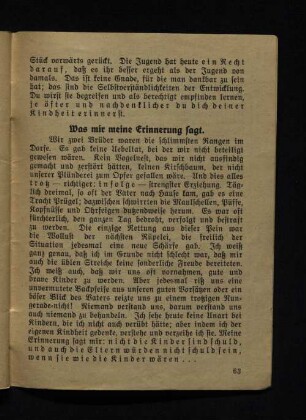 Stück vorwärts gerückt. Die Jugend hat heute ein Recht
darauf, daß es ihr besser ergeht als der Jugend von
damals. Das ist keine Gnade, für die man dankbar zu sein
hat; das sind die Selbstverständlichkeiten der Entwicklung.
Du wirst sie begreifen und als berechtigt empfinden lernen,
je öfter und nachdenklicher du dich deiner
Kindheit erinnerst.
Was mir meine Erinnerung sagt.
Wir zwei Brüder waren die schlimmsten Rangen im
Dorfe. Es gab keine Uebeltat, bei der wir nicht beteiligt
gewesen wären. Kein Vogelnest, das wir nicht ausfindig
gemacht und zerstört hätten, keinen Kirschbaum, der nicht
unserer Plünderei zum Opfer gefallen wäre. And dies alles
trotz — richtiger: infolge — strengster Erziehung. Täg-
lich dreimal, so oft der Vater nach Hause kam, gab es eine
Tracht Prügel; dazwischen schwirrten die Maulschellen, Püffe,
Kopfnüsse und Ohrfeigen dutzendweise herum. Es war oft
fürchterlich, den ganzen Tag bedroht, verfolgt und bestraft
zu werden. Die einzige Rettung aus dieser Pein war
die Wollust der nächsten Rüpelei, die freilich der
Situation jedesmal eine neue Schärfe gab. Ich weiß
ganz genau, daß ich im Grunde nicht schlecht war, daß mir
auch die üblen Streiche keine sonderliche Freude bereiteten.
Ich weiß auch, daß wir uns oft vornahmen, gute und
brave Kinder zu werden. Aber jedesmal riß uns eine
unverwertete Backpfeife aus unseren guten Vorsätzen oder ein
böser Blick des Vaters reizte uns zu einem trotzigen Nun-
gerade-nicht! Niemand verstand uns, darum verstand uns
auch niemand zu behandeln. Ich sehe heute keine Unart bei
Kindern, die ich nicht auch verübt hätte; aber indem ich der
eigenen Kindheit gedenke, verstehe und verzeihe ich sie. Meine
Erinnerung sagt mir: nicht die Kinder sind schuld,
und auch die Eltern würden nicht schuld sein,
wenn sie wie die Kinder wären ...
63